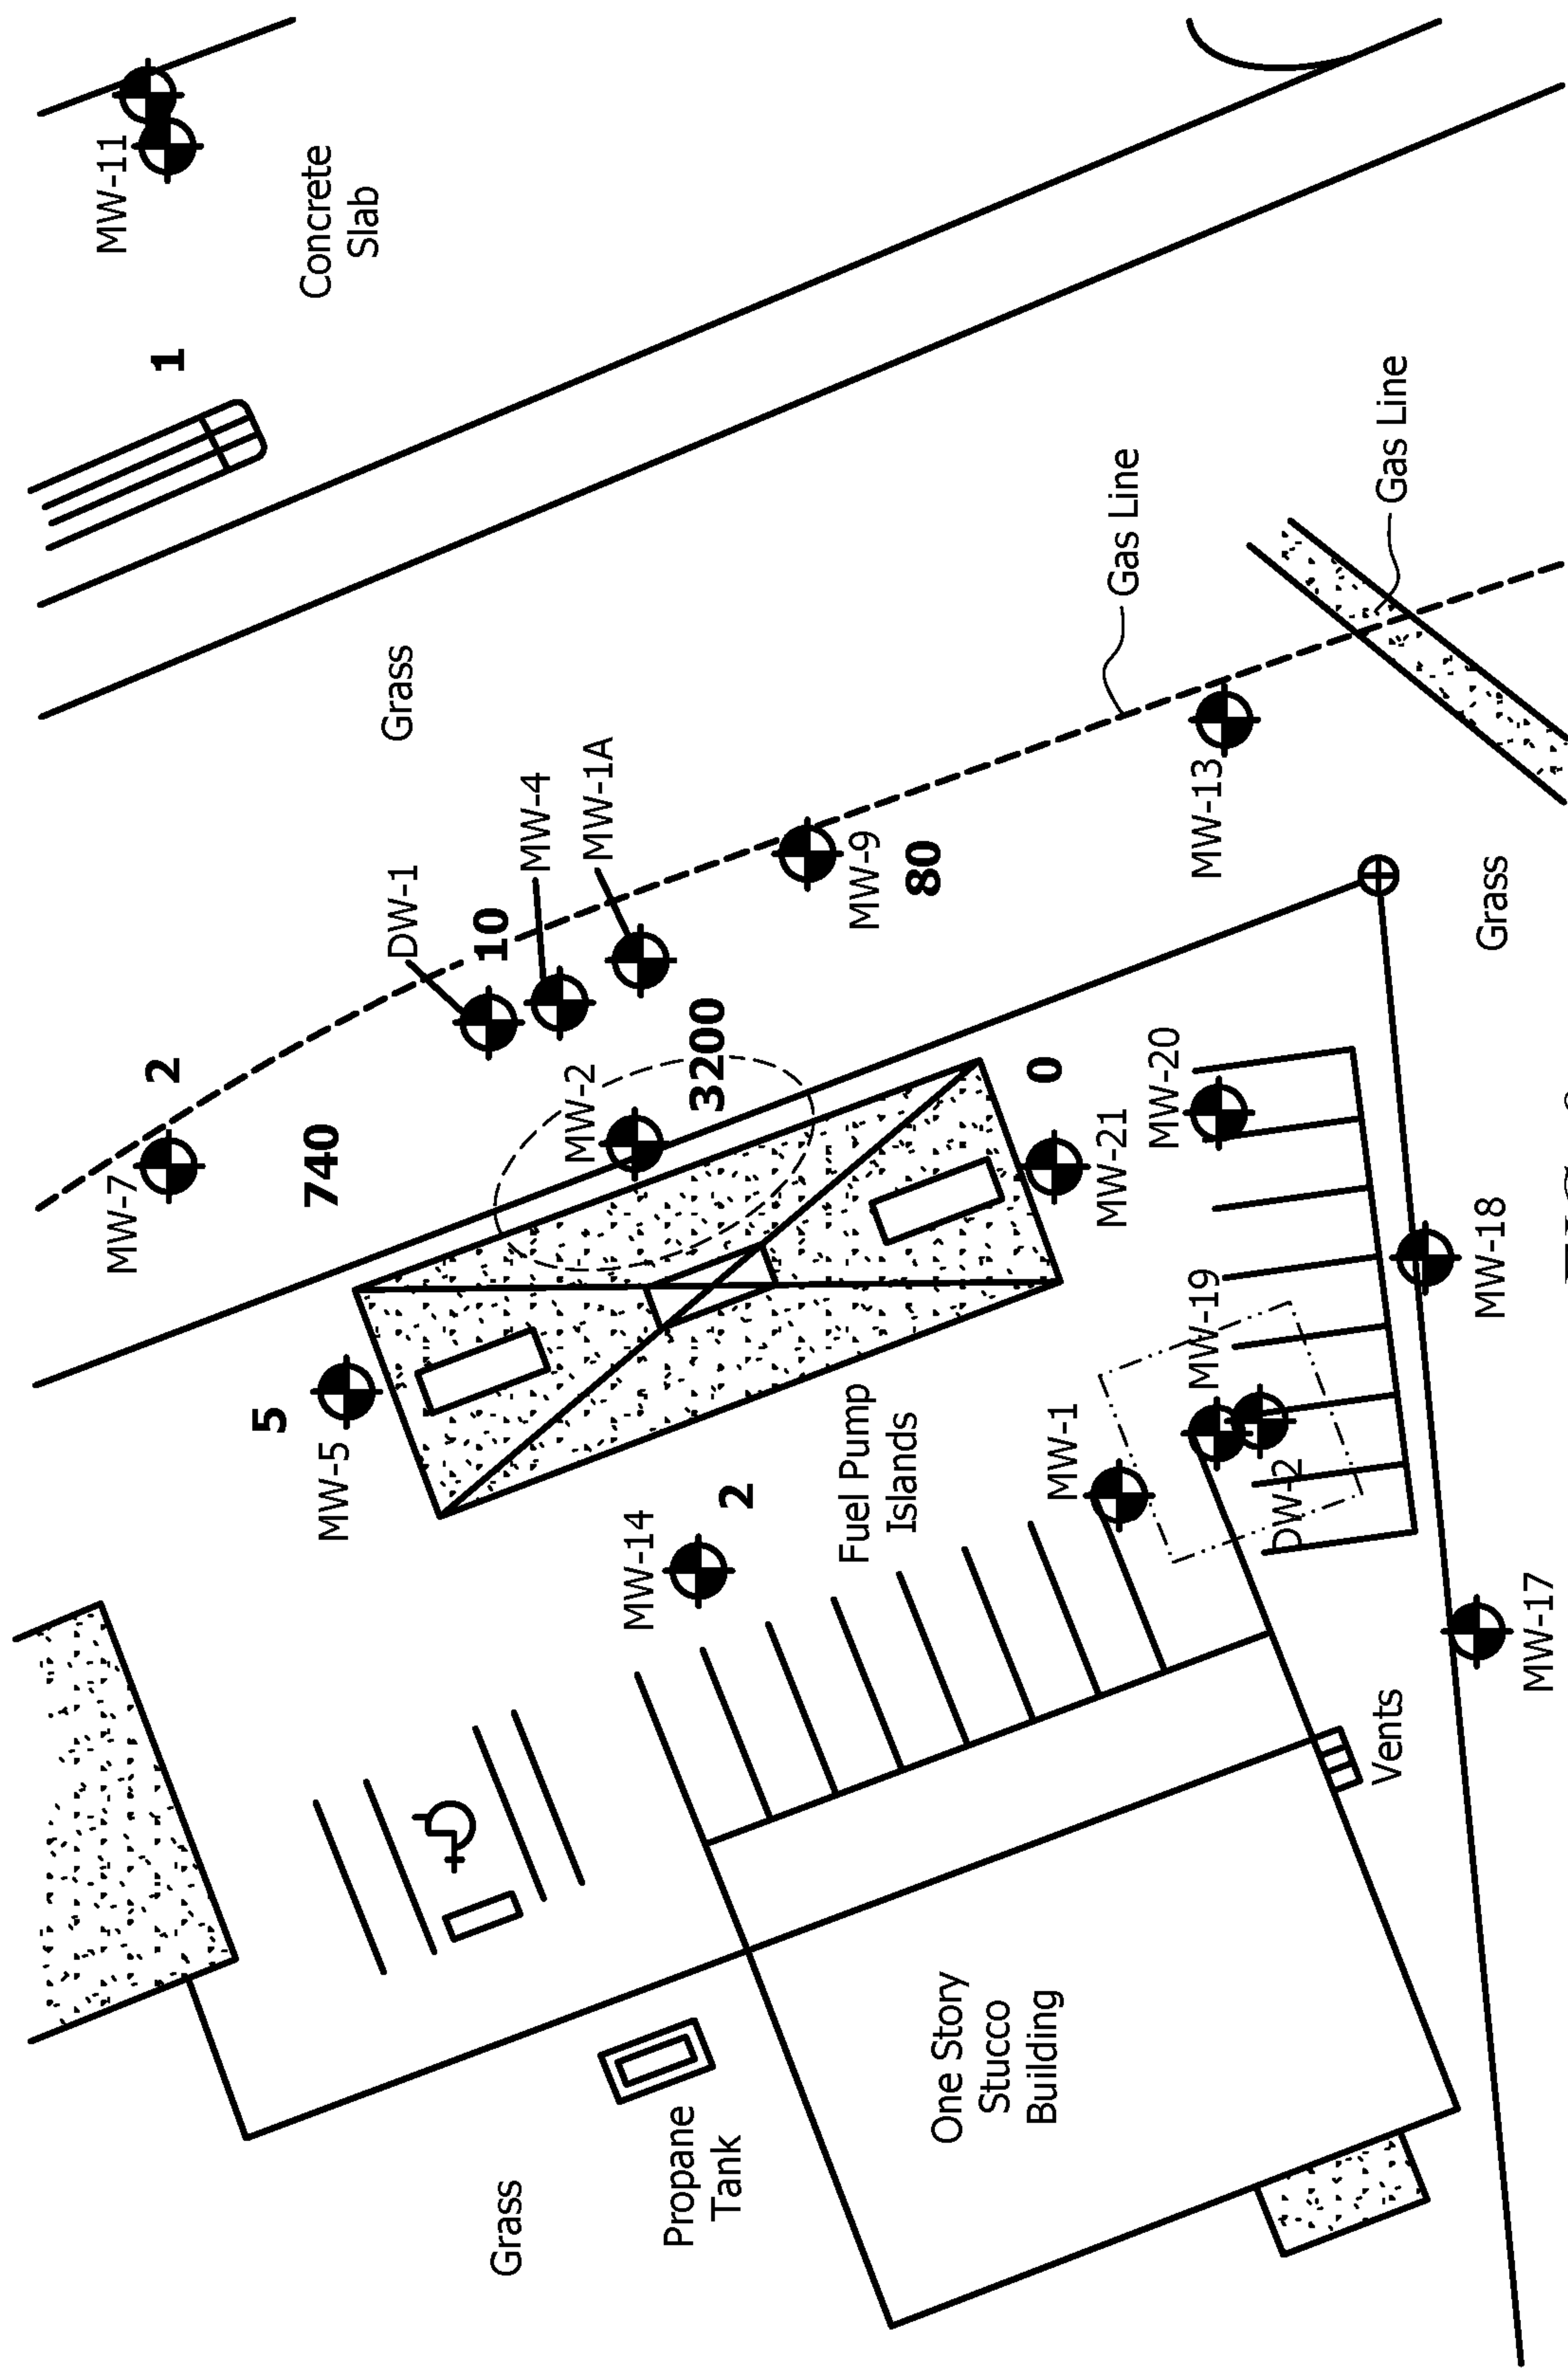 MW-11
Concrete
Slab
1
Gas Line
Gas Line
Grass
MW-4
MW-1A
DW-1
10
MW-9
80
MW-13
Grass
2
MW-7
740
MW-2
3200
0
MW-21
MW-20
MW-18
MW-19
5
MW-5
MW-14
2
Fuel Pump
Islands
MW-1
DW-2
MW-17
Vents
One Story
Stucco
Building
Propane
Tank
Grass